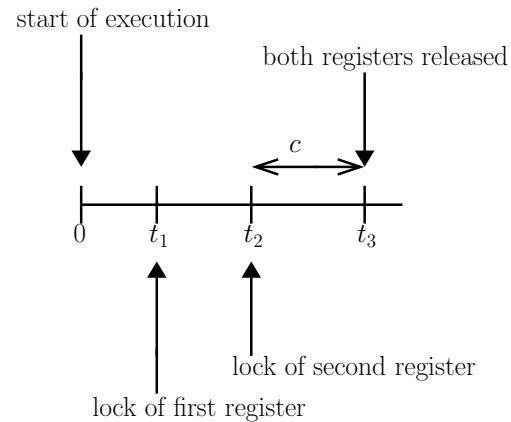 start of execution
both registers released
c
0
t₁
t₂
t₃
lock of second register
lock of first register